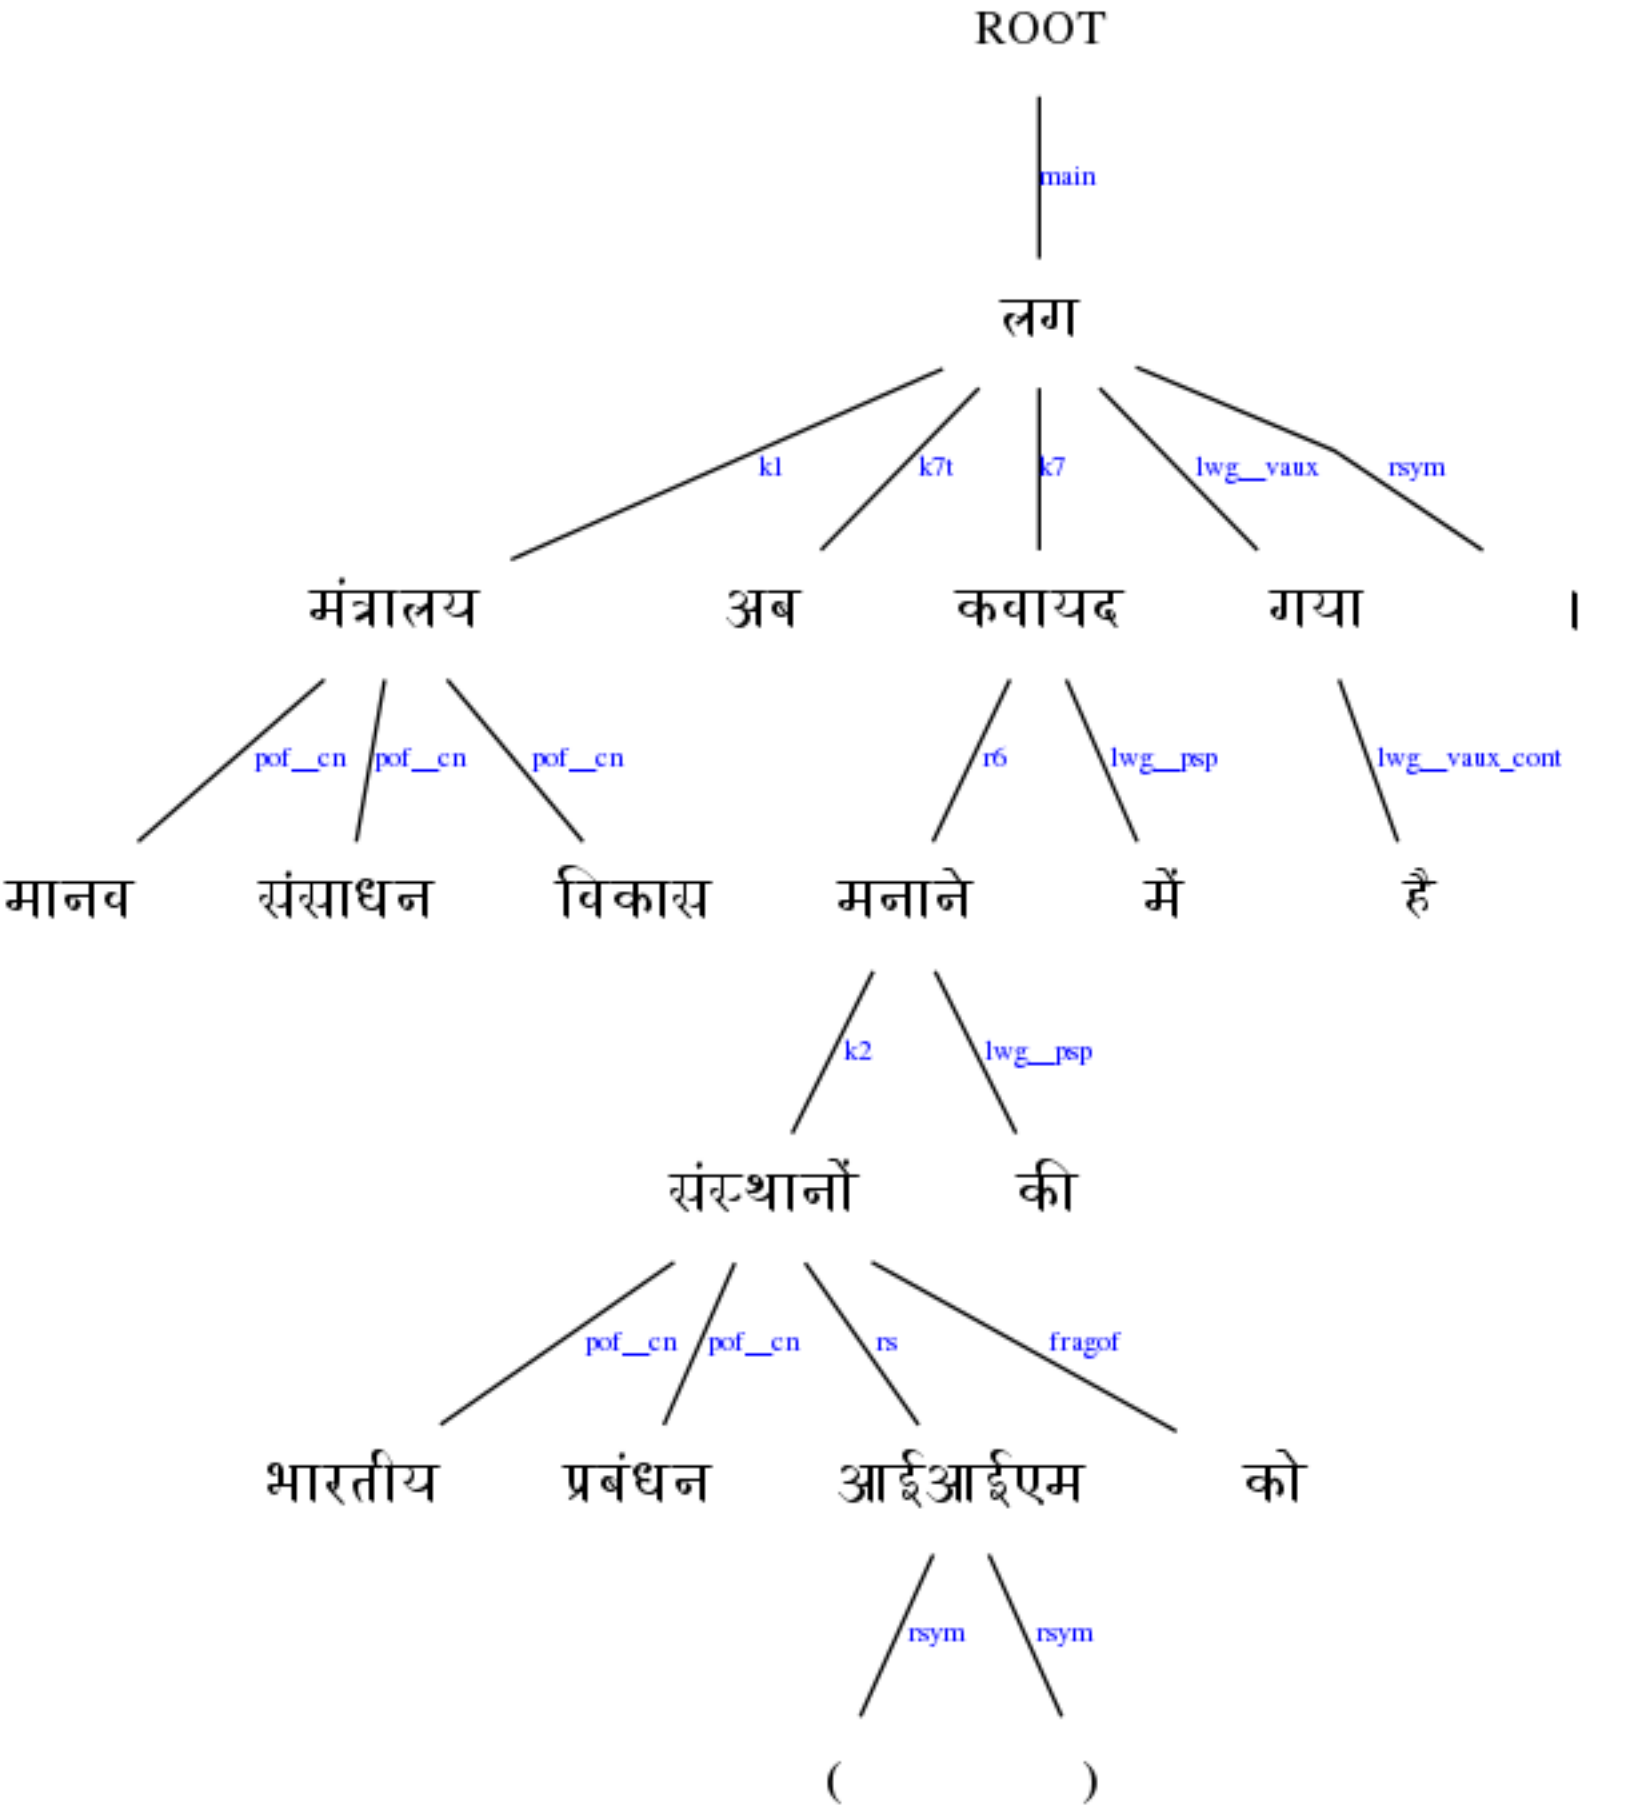 ROOT
main
लग
k1 k7t k7 lwg__vaux rsym
मंत्रालय अब कवायद गया ।
pof__cn pof__cn pof__cn r6 lwg__psp lwg__vaux_cont
मानव संसाधन विकास मनाने में है
k2 lwg__psp
संस्थानों की
pof__cn pof__cn rs fragof
भारतीय प्रबंधन आईआईएम को
rsym rsym
( )